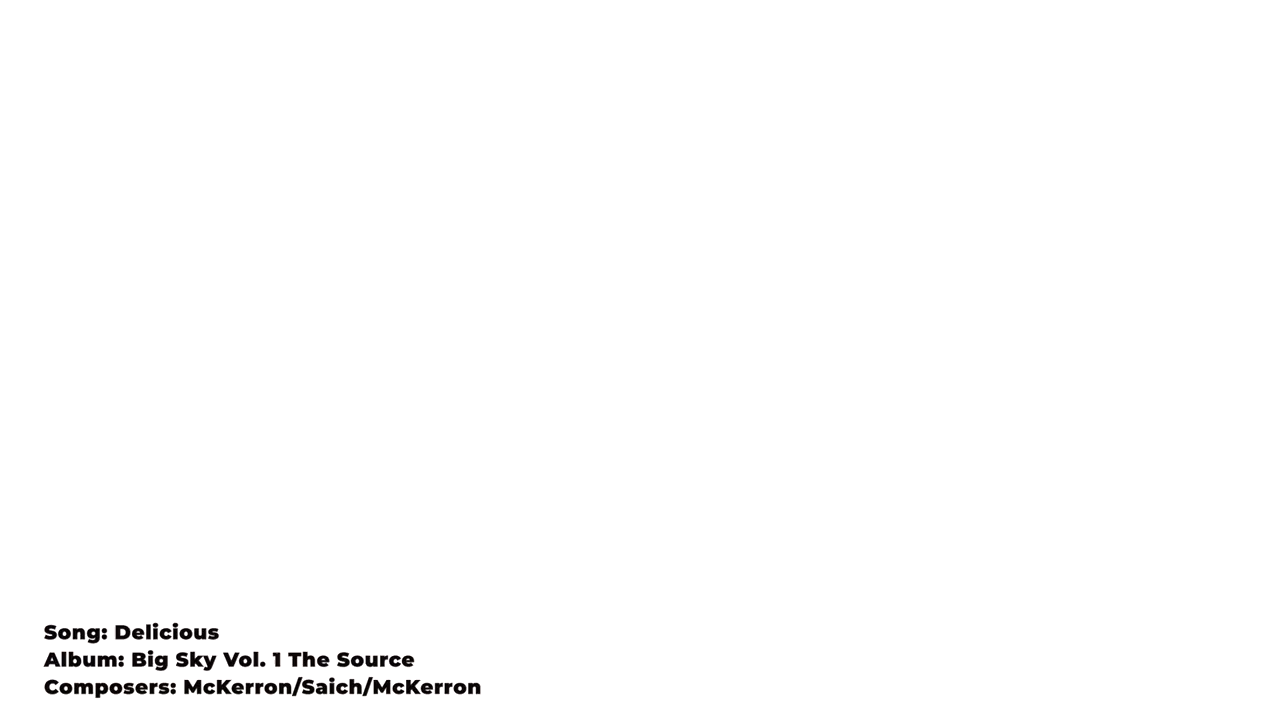 Song: Delicious
Album: Big Sky Vol. 1 The Source
Composers: McKerron/Saich/McKerron